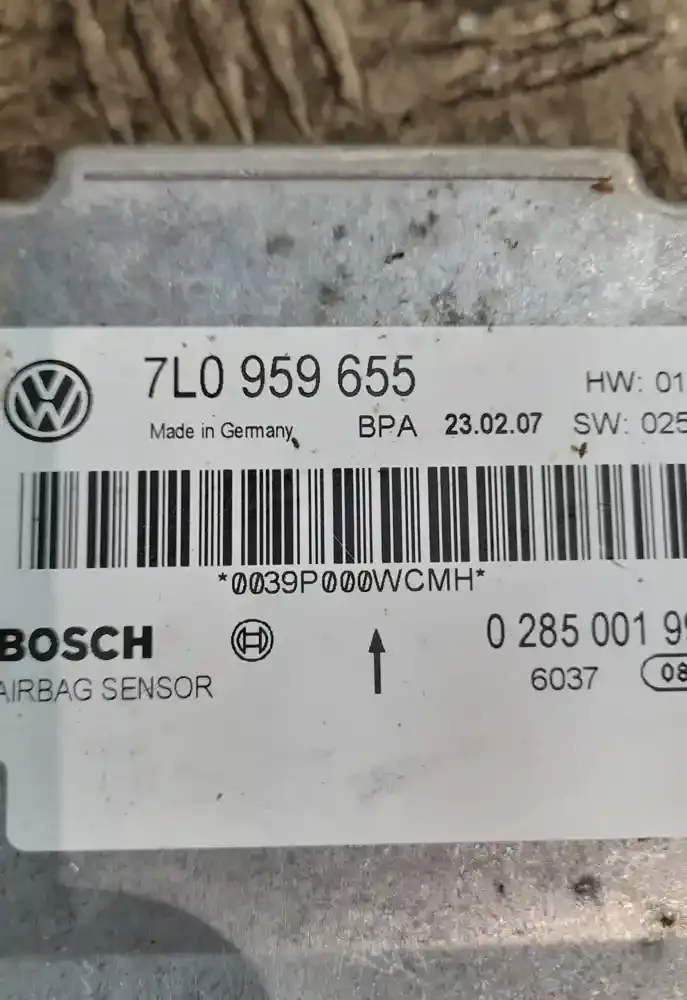 7L0 959 655
HW: 01
Made in Germany BPA 23.02.07 SW: 025
*0039P000WCMH*
BOSCH
0 285 001 9
AIRBAG SENSOR
6037 08